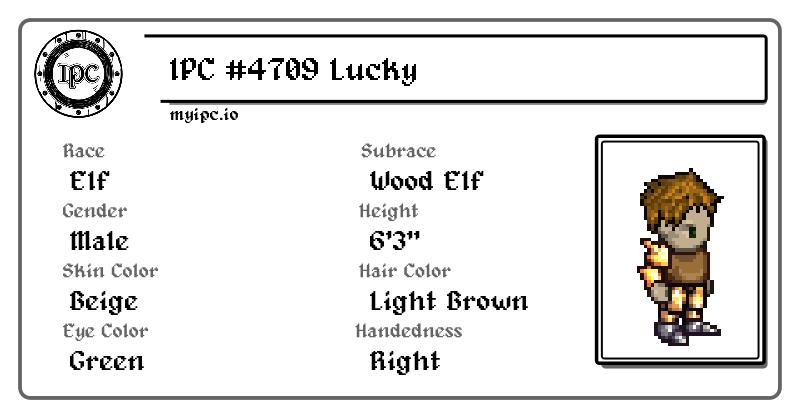 IPC
IPC #4709 Lucky
myipc.io
Race
Elf
Subrace
Wood Elf
Gender
Male
Height
6'3"
Skin Color
Beige
Hair Color
Light Brown
Eye Color
Green
Handedness
Right